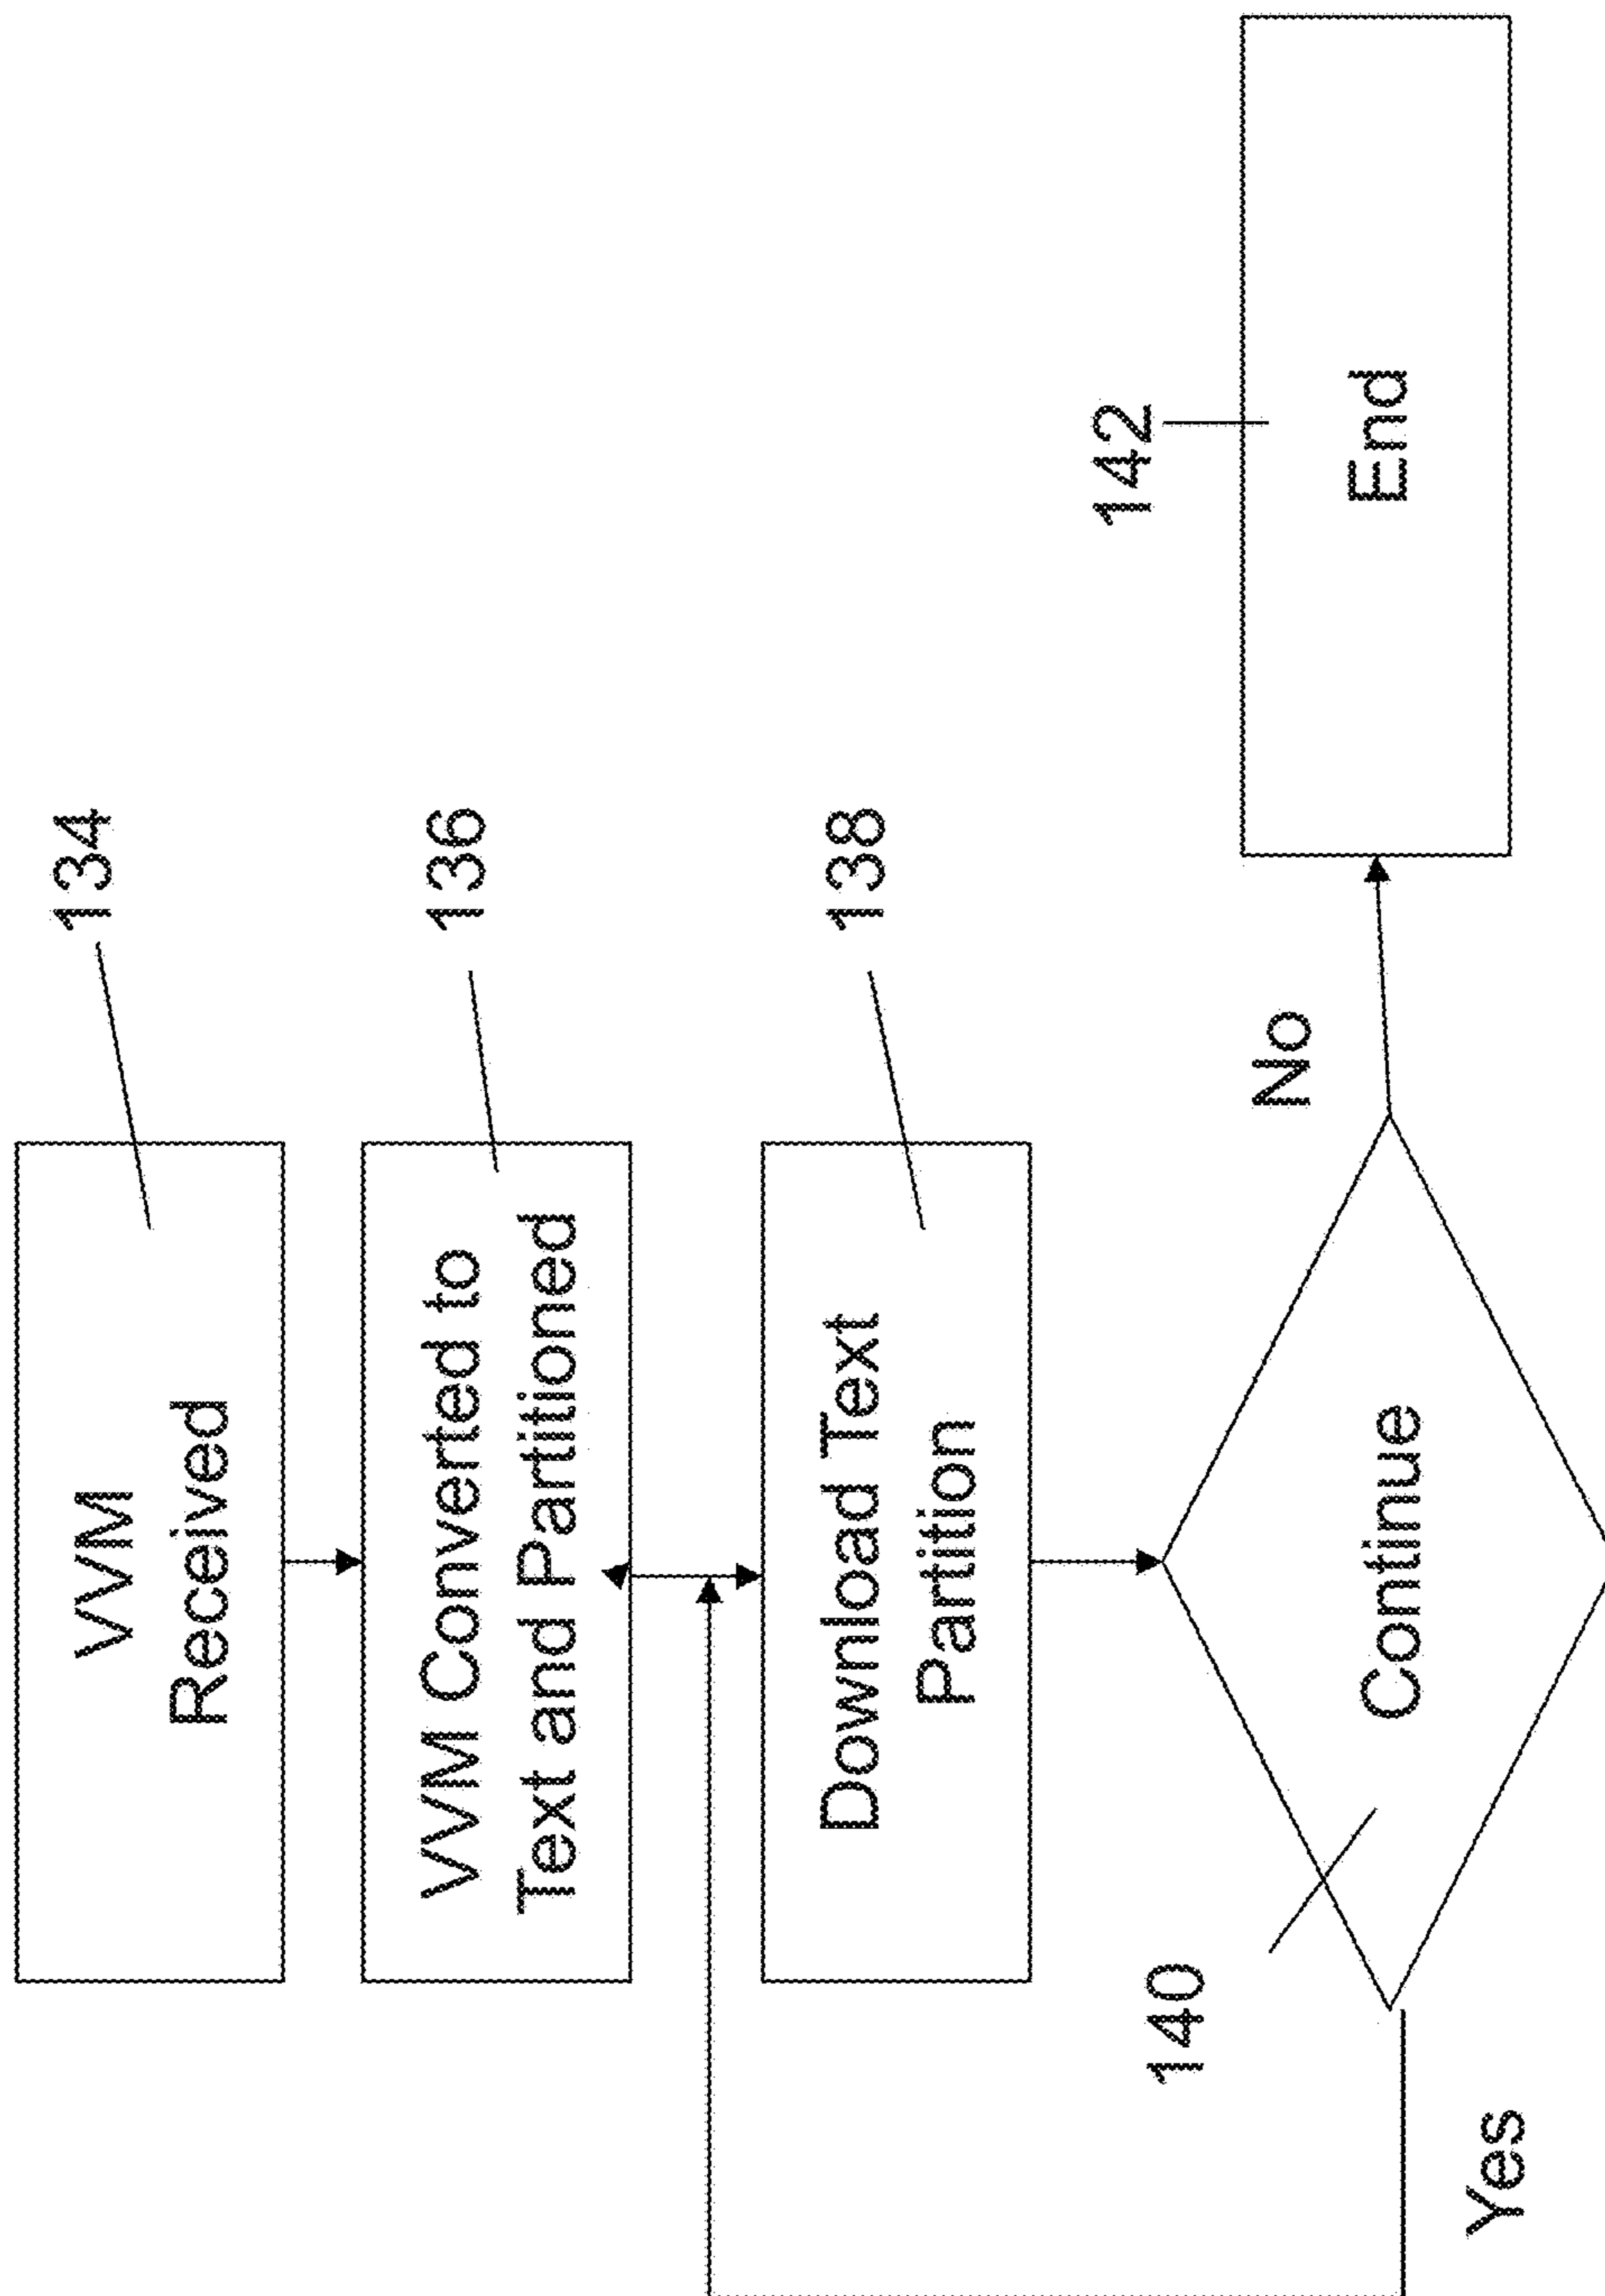 VVM
Received
134
VVM Converted to
Text and Partitioned
136
Download Text
Partition
138
140
Continue
No
Yes
142
End